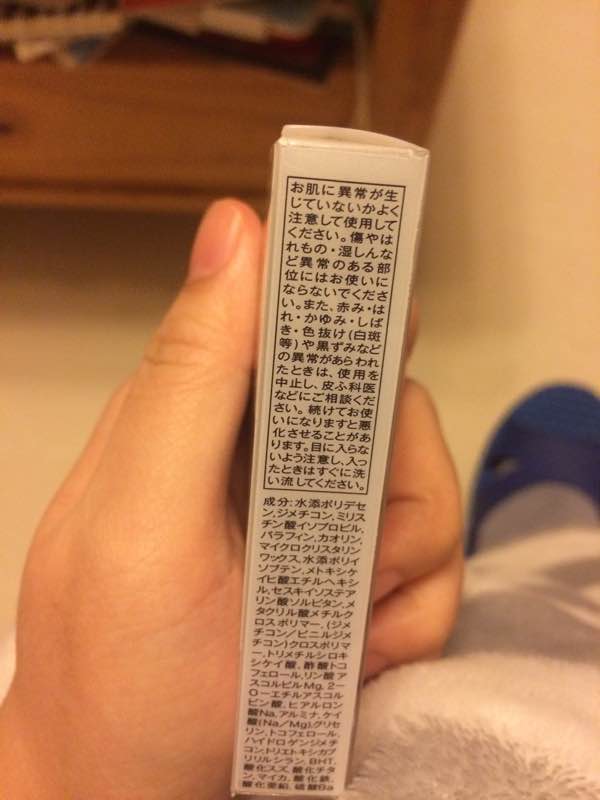 お肌に異常が生
じていないかよく
注意して使用して
ください。傷やは
れもの・湿しんな
ど異常のある部
位にはお使いに
ならないでくださ
い。また、赤み・は
れ・かゆみ・しげ
き・色抜け(白斑
等)や黒ずみなど
の異常があらわれ
たときは、使用を
中止し、皮ふ科医
などにご相談くだ
さい。続けてお使
いになりますと悪
化させることがあ
ります。目に入らな
いよう注意し、入っ
たときはすぐに洗
い流してください。
成分:水添ポリデセ
ン,ジメチコン,ミリス
チン酸イソプロピル,
パラフィン,カオリン,
マイクロクリスタリン
ワックス,水添ポリイ
ソブテン,メトキシケ
イヒ酸エチルヘキシ
ル,セスキイソステア
リン酸ソルビタン,メ
タクリル酸メチルク
ロスポリマー,(ジメ
チコン/ビニルジメ
チコン)クロスポリマ
ー,トリメチルシロキ
シケイ酸,酢酸トコ
フェロール,リン酸ア
スコルビルMg,2-
O-エチルアスコル
ビン酸,ヒアルロン
酸Na,アルミナ,ケイ
酸(Na/Mg),グリセ
リン,トコフェロール,
ハイドロゲンジメチ
コン,トリエトキシカプ
リリルシラン,BHT,
酸化スズ,酸化チタ
ン,マイカ,酸化鉄,
酸化亜鉛,硫酸Ba